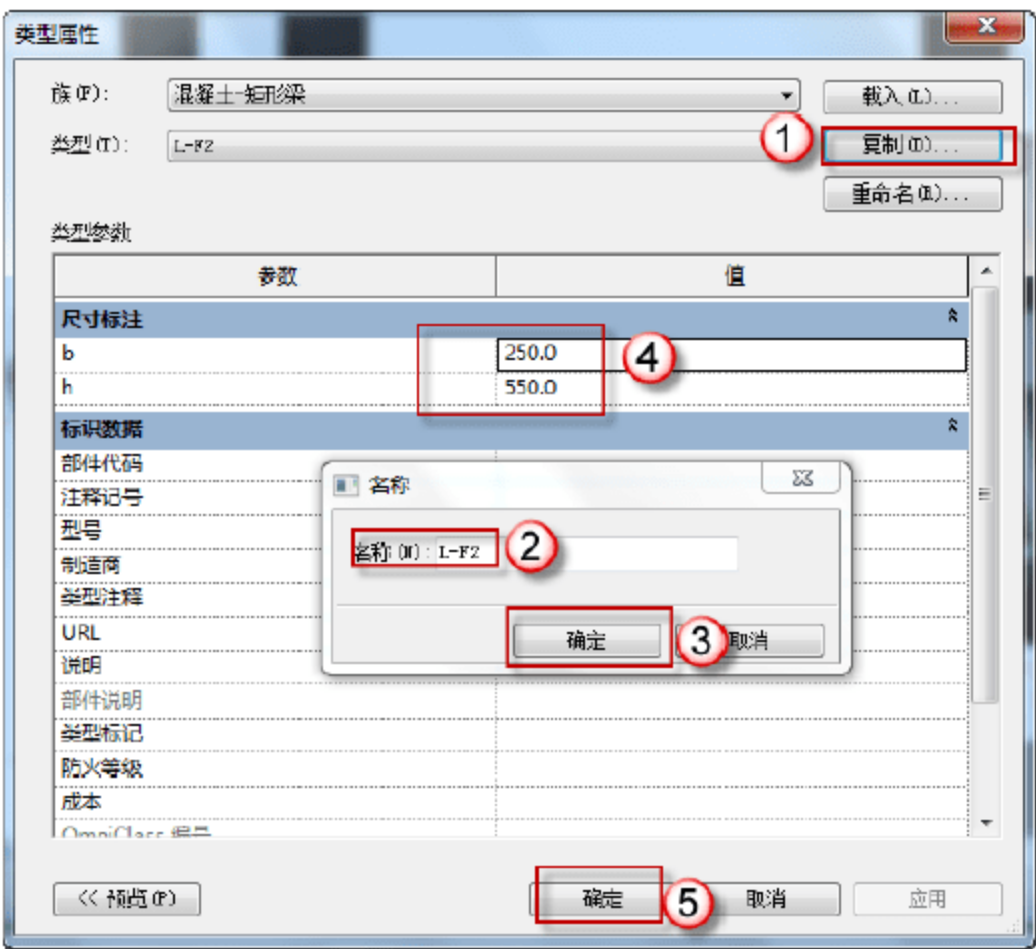 类型属性
族(F): 混凝土-矩形梁 载入(L)...
类型(T): L-F2 1 复制(D)...
重命名(R)...
类型参数
参数 值
尺寸标注
b 250.0 4
h 550.0
标识数据
部件代码
注释记号
型号
制造商
类型注释
URL
说明
部件说明
类型标记
防火等级
成本
OmniClass 编号
名称
名称(N): L-F2 2
确定 3 取消
<< 预览(P) 确定 5 取消 应用